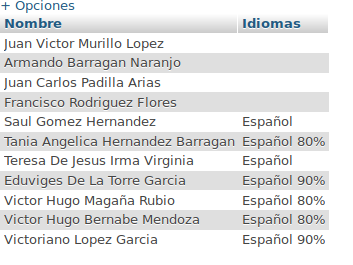 + Opciones
Nombre Idiomas
Juan Victor Murillo Lopez
Armando Barragan Naranjo
Juan Carlos Padilla Arias
Francisco Rodriguez Flores
Saul Gomez Hernandez Español
Tania Angelica Hernandez Barragan Español 80%
Teresa De Jesus Irma Virginia Español
Eduviges De La Torre Garcia Español 90%
Victor Hugo Magaña Rubio Español 80%
Victor Hugo Bernabe Mendoza Español 80%
Victoriano Lopez Garcia Español 90%